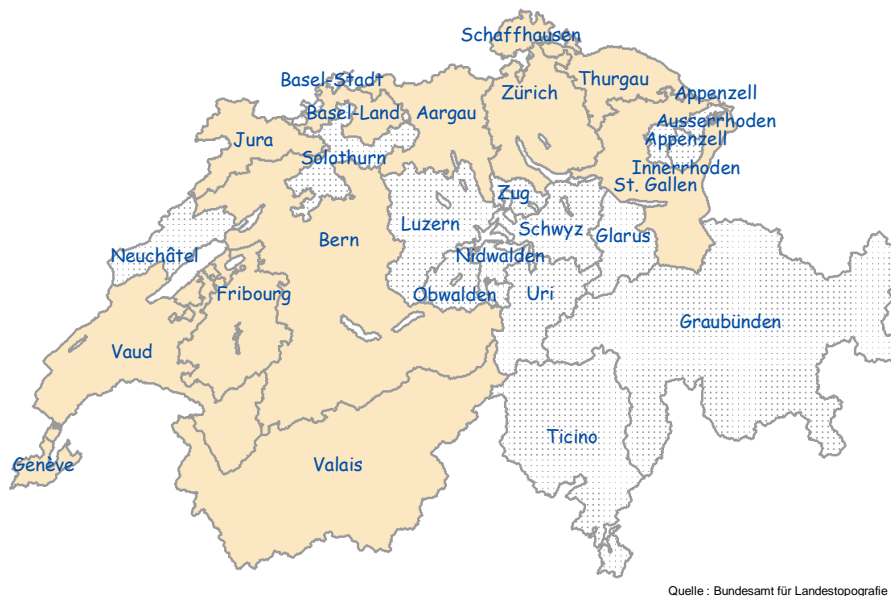 Schaffhausen
Basel-Stadt
Thurgau
Zürich
Appenzell
Basel-Land
Aargau
Ausserrhoden
Jura
Appenzell
Solothurn
Innerrhoden
St. Gallen
Zug
Luzern
Schwyz
Glarus
Bern
Neuchâtel
Nidwalden
Fribourg
Obwalden
Uri
Graubünden
Vaud
Ticino
Genève
Valais
Quelle : Bundesamt für Landestopografie